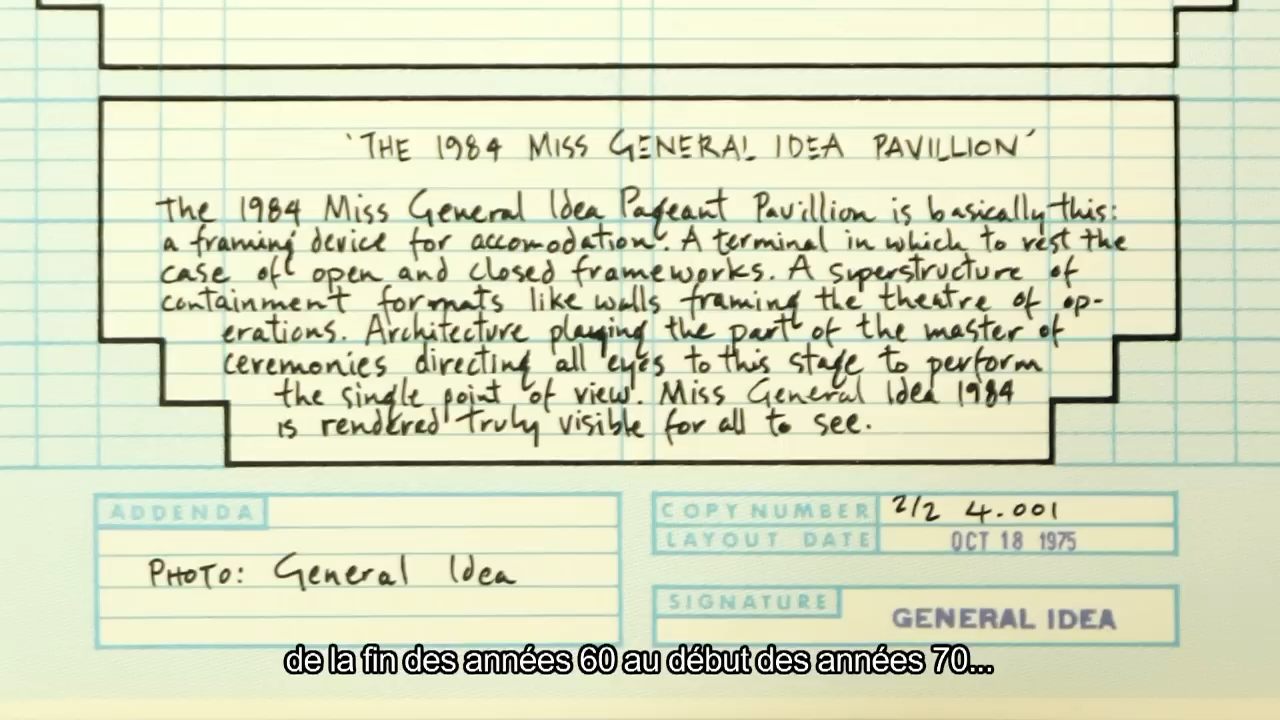 'THE 1984 MISS GENERAL IDEA PAVILLION'
The 1984 Miss General Idea Pageant Pavillion is basically this:
a framing device for accomodation. A terminal in which to rest the
case of open and closed frameworks. A superstructure of
containment formats like walls framing the theatre of op-
erations. Architecture playing the part of the master of
ceremonies directing all eyes to this stage to perform
the single point of view. Miss General Idea 1984
is rendered truly visible for all to see.
ADDENDA
PHOTO: General Idea
COPY NUMBER 2/2 4.001
LAYOUT DATE OCT 18 1975
SIGNATURE GENERAL IDEA
de la fin des années 60 au début des années 70...